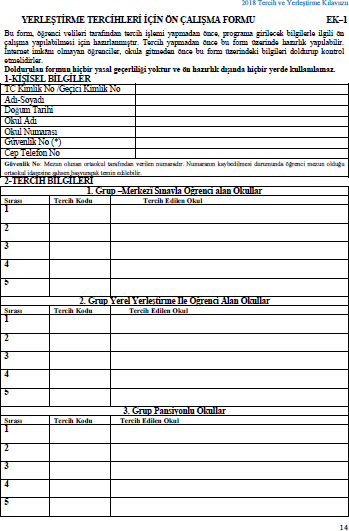 2018 Tercih ve Yerleştirme Kılavuzu
YERLEŞTİRME TERCİHLERİ İÇİN ÖN ÇALIŞMA FORMU EK–1
Bu form, öğrenci velileri tarafından tercih işlemi yapmadan önce, programa girilecek bilgilerle ilgili ön
çalışma yapılabilmesi için hazırlanmıştır. Tercih yapmadan önce bu form üzerinde hazırlık yapılabilir.
İnternet imkânı olmayan öğrenciler, okula gitmeden önce bu form üzerindeki bilgileri doldurup kontrol
etmelidirler.
Doldurulan formun hiçbir yasal geçerliliği yoktur ve ön hazırlık dışında hiçbir yerde kullanılamaz.
1-KİŞİSEL BİLGİLER
TC Kimlik No /Geçici Kimlik No
Adı-Soyadı
Doğum Tarihi
Okul Adı
Okul Numarası
Güvenlik No (*)
Cep Telefon No
Güvenlik No: Mezun olunan ortaokul tarafından verilen numaradır. Numaranın kaybedilmesi durumunda öğrenci mezun olduğu
ortaokul idaresine şahsen başvurarak temin edilebilir.
2-TERCİH BİLGİLERİ
1. Grup –Merkezi Sınavla Öğrenci alan Okullar
Sırası Tercih Kodu Tercih Edilen Okul
1
2
3
4
5
2. Grup Yerel Yerleştirme İle Öğrenci Alan Okullar
Sırası Tercih Kodu Tercih Edilen Okul
1
2
3
4
5
3. Grup Pansiyonlu Okullar
Sırası Tercih Kodu Tercih Edilen Okul
1
2
3
4
5
14